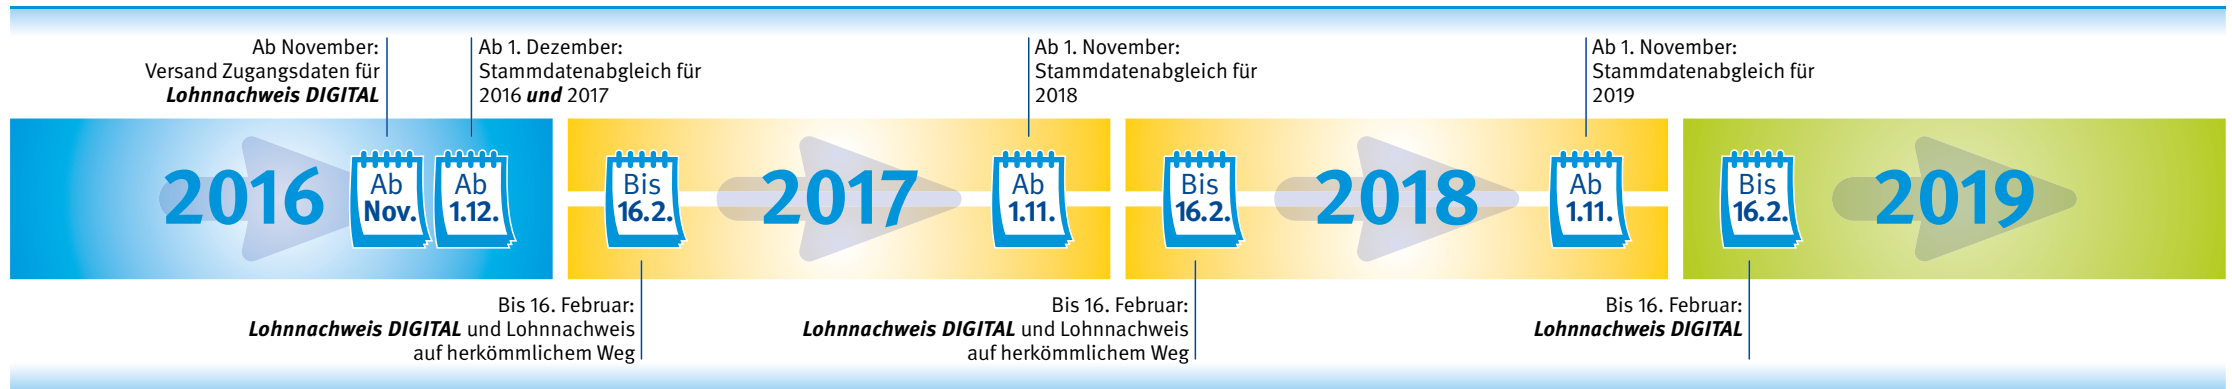 Ab November:
Versand Zugangsdaten für
Lohnnachweis DIGITAL
Ab 1. Dezember:
Stammdatenabgleich für
2016 und 2017
Ab 1. November:
Stammdatenabgleich für
2018
Ab 1. November:
Stammdatenabgleich für
2019
2016
Ab
Nov.
Ab
1.12.
Bis
16.2.
2017
Ab
1.11.
Bis
16.2.
2018
Ab
1.11.
Bis
16.2.
2019
Bis 16. Februar:
Lohnnachweis DIGITAL und Lohnnachweis
auf herkömmlichem Weg
Bis 16. Februar:
Lohnnachweis DIGITAL und Lohnnachweis
auf herkömmlichem Weg
Bis 16. Februar:
Lohnnachweis DIGITAL